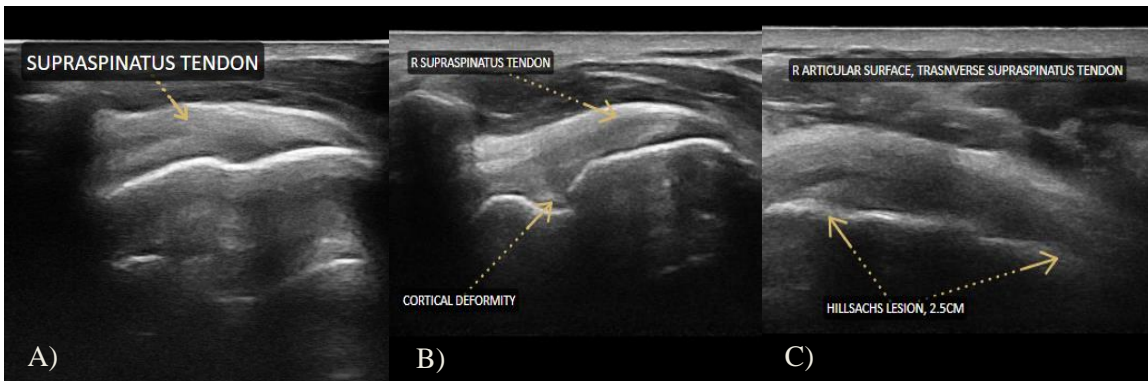 SUPRASPINATUS TENDON
A)
R SUPRASPINATUS TENDON
CORTICAL DEFORMITY
B)
R ARTICULAR SURFACE, TRASNVERSE SUPRASPINATUS TENDON
HILLSACHS LESION, 2.5CM
C)